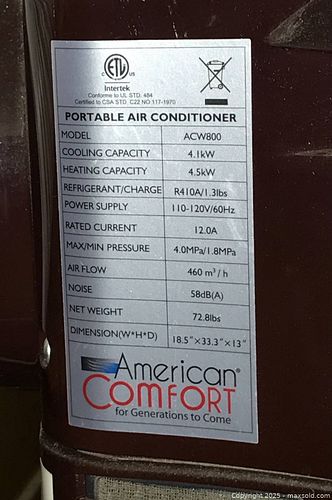 ETL
C US
Intertek
Conforms to UL STD. 484
Certified to CSA STD. C22 NO.117-1970
PORTABLE AIR CONDITIONER
MODEL ACW800
COOLING CAPACITY 4.1kW
HEATING CAPACITY 4.5kW
REFRIGERANT/CHARGE R410A/1.3lbs
POWER SUPPLY 110-120V/60Hz
RATED CURRENT 12.0A
MAX/MIN PRESSURE 4.0MPa/1.8MPa
AIR FLOW 460 m³/h
NOISE 58dB(A)
NET WEIGHT 72.8lbs
DIMENSION(W*H*D) 18.5"×33.3"×13"
American®
COMFORT
for Generations to Come
Copyright © 2025 - maxsold.com